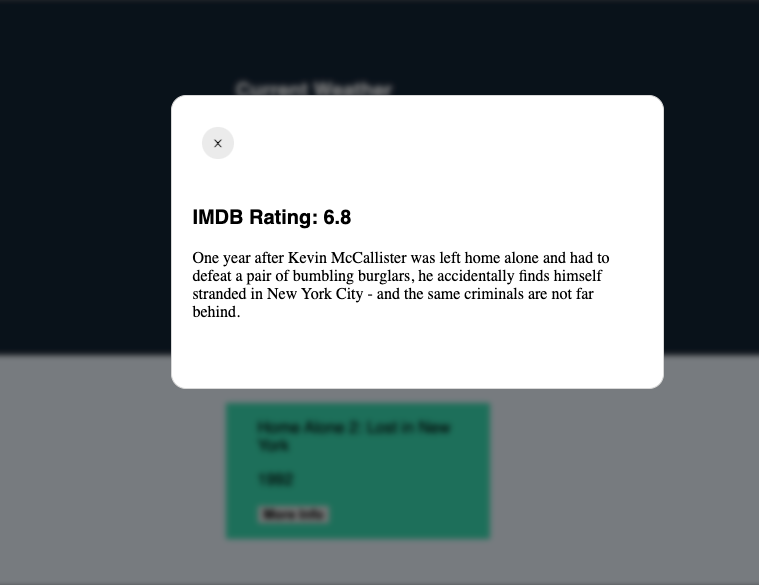 Current Weather
x
IMDB Rating: 6.8
One year after Kevin McCallister was left home alone and had to
defeat a pair of bumbling burglars, he accidentally finds himself
stranded in New York City - and the same criminals are not far
behind.
Home Alone 2: Lost in New
York
1992
More Info